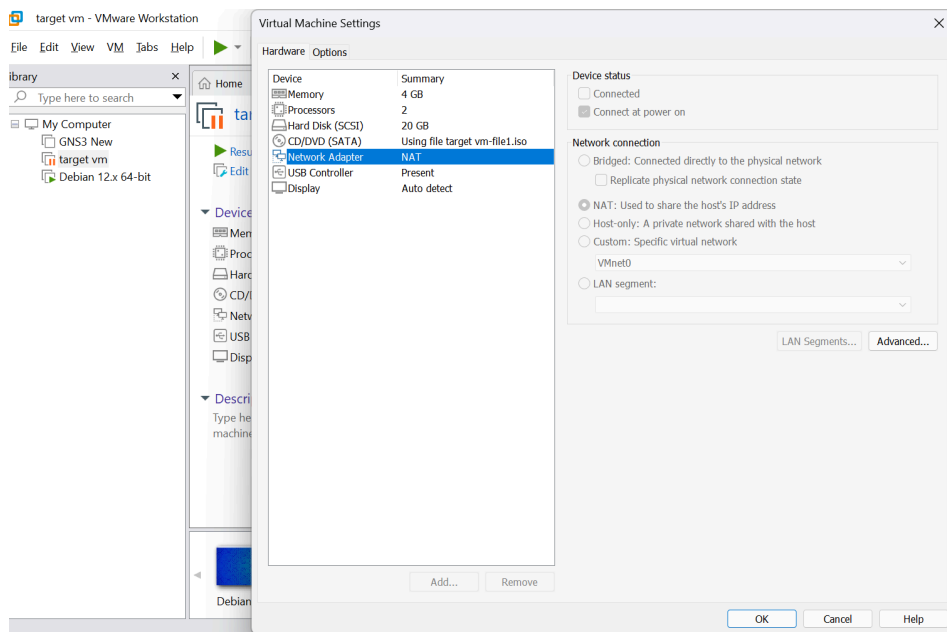 target vm - VMware Workstation
File Edit View VM Tabs Help
ibrary
Type here to search
My Computer
GNS3 New
target vm
Debian 12.x 64-bit
Home
tar
Resu
Edit
Device
Mem
Proc
Hard
CD/
Netw
USB
Disp
Descri
Type he
machine
Debian
Virtual Machine Settings
Hardware Options
Device Summary
Memory 4 GB
Processors 2
Hard Disk (SCSI) 20 GB
CD/DVD (SATA) Using file target vm-file1.iso
Network Adapter NAT
USB Controller Present
Display Auto detect
Add... Remove
Device status
Connected
Connect at power on
Network connection
Bridged: Connected directly to the physical network
Replicate physical network connection state
NAT: Used to share the host's IP address
Host-only: A private network shared with the host
Custom: Specific virtual network
VMnet0
LAN segment:
LAN Segments... Advanced...
OK Cancel Help